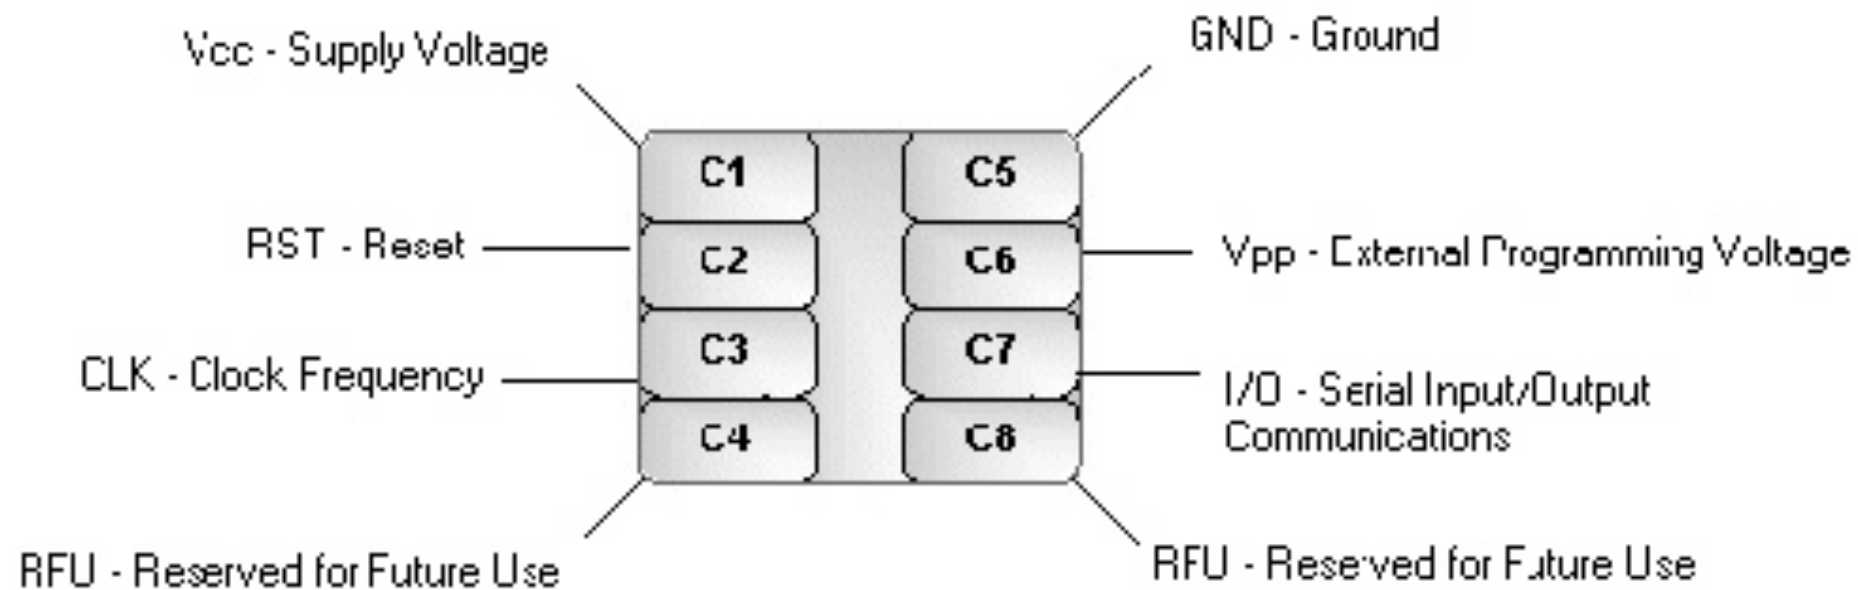 Vcc - Supply Voltage
GND - Ground
C1
C5
RST - Reset
C2
C6
Vpp - External Programming Voltage
CLK - Clock Frequency
C3
C7
I/O - Serial Input/Output
Communications
C4
C8
RFU - Reserved for Future Use
RFU - Reserved for Future Use